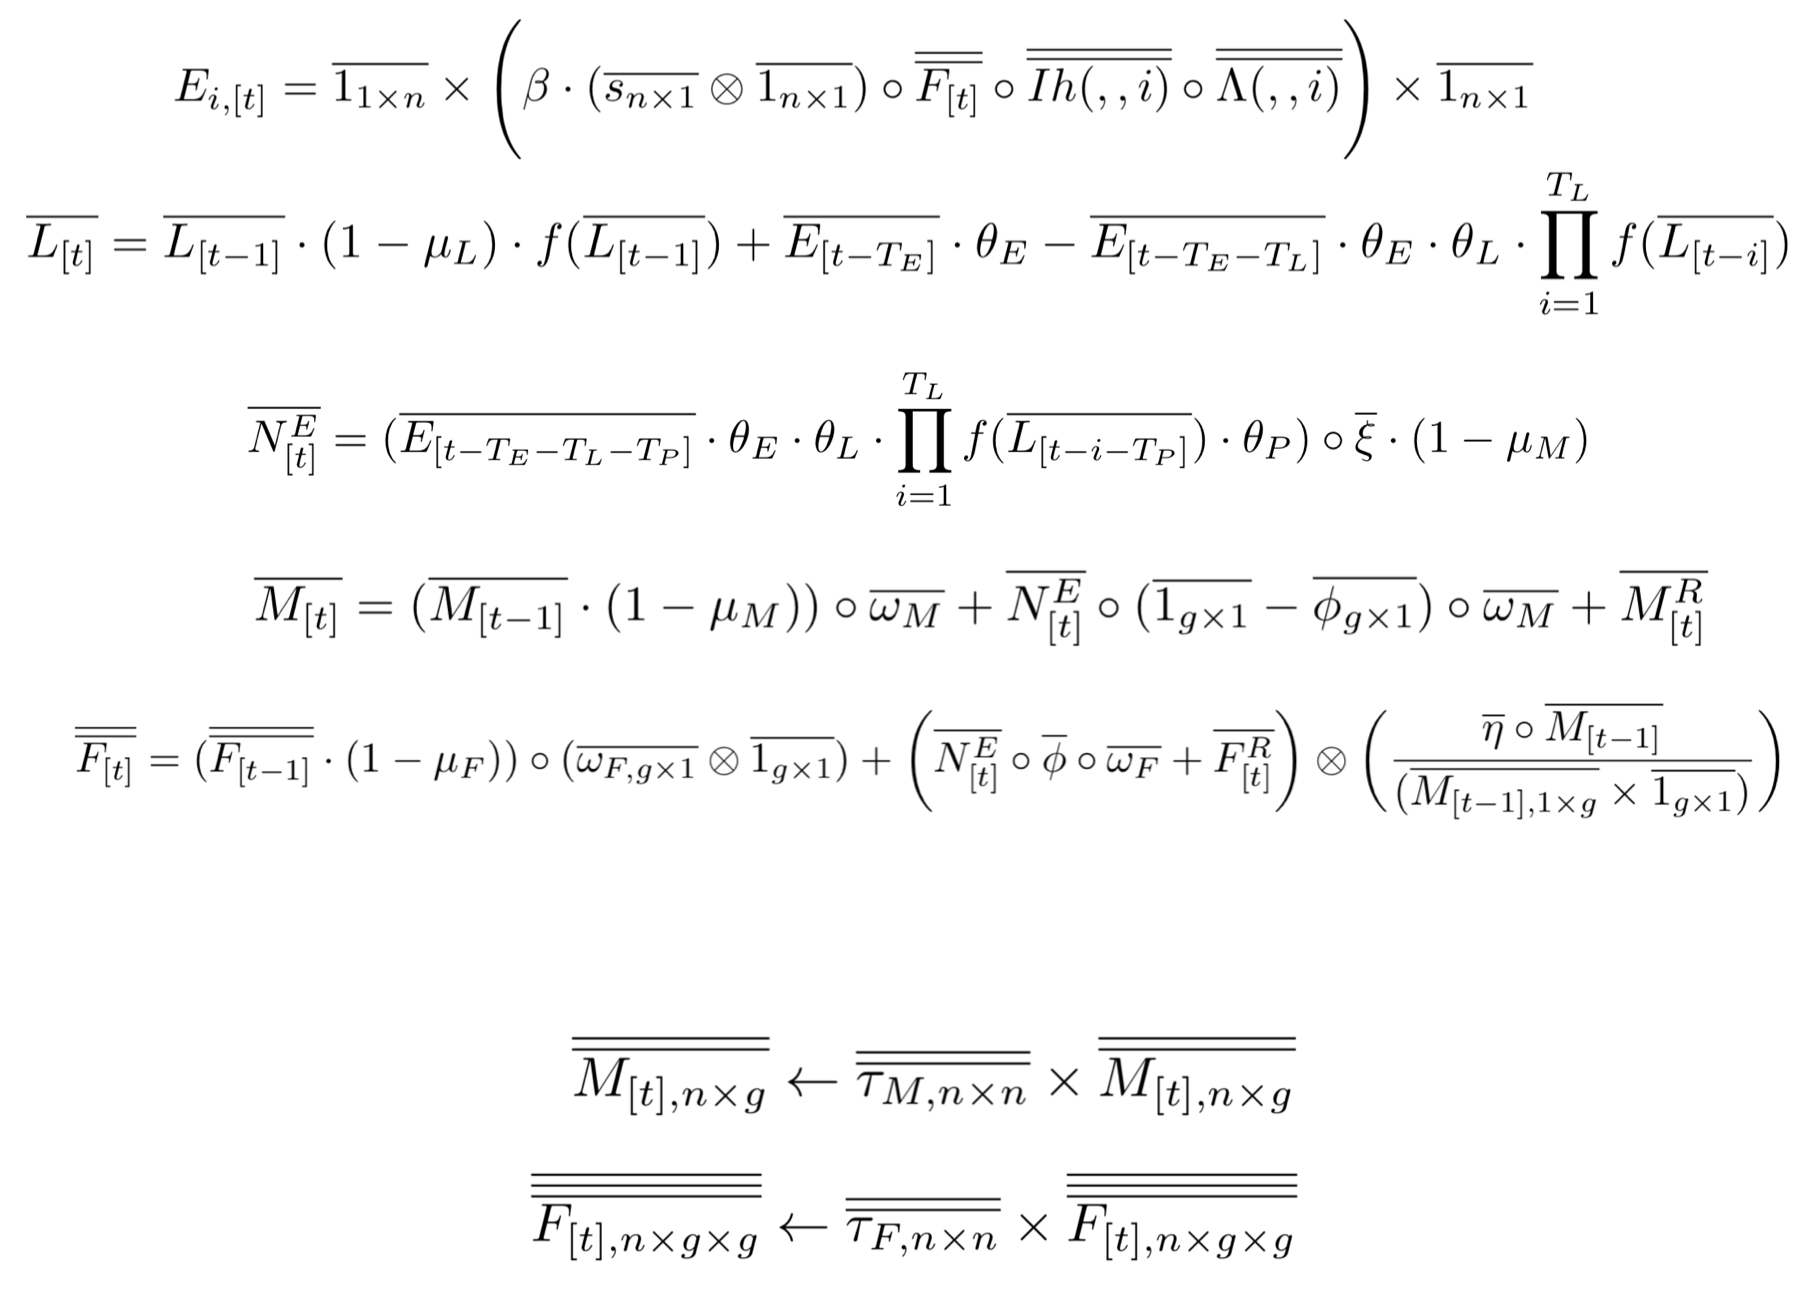 $E_{i,[t]} = \overline{1_{1\times n}} \times \left( \beta \cdot (\overline{s_{n\times 1}} \otimes \overline{1_{n\times 1}}) \circ \overline{\overline{F_{[t]}}} \circ \overline{\overline{Ih(,,i)}} \circ \overline{\overline{\Lambda(,,i)}} \right) \times \overline{1_{n\times 1}}$
$\overline{L_{[t]}} = \overline{L_{[t-1]}} \cdot (1 - \mu_L) \cdot f(\overline{L_{[t-1]}}) + \overline{E_{[t-T_E]}} \cdot \theta_E - \overline{E_{[t-T_E-T_L]}} \cdot \theta_E \cdot \theta_L \cdot \prod_{i=1}^{T_L} f(\overline{L_{[t-i]}})$
$\overline{N^E_{[t]}} = (\overline{E_{[t-T_E-T_L-T_P]}} \cdot \theta_E \cdot \theta_L \cdot \prod_{i=1}^{T_L} f(\overline{L_{[t-i-T_P]}}) \cdot \theta_P) \circ \overline{\xi} \cdot (1 - \mu_M)$
$\overline{M_{[t]}} = (\overline{M_{[t-1]}} \cdot (1 - \mu_M)) \circ \overline{\omega_M} + \overline{N^E_{[t]}} \circ (\overline{1_{g\times 1}} - \overline{\phi_{g\times 1}}) \circ \overline{\omega_M} + \overline{M^R_{[t]}}$
$\overline{\overline{F_{[t]}}} = (\overline{\overline{F_{[t-1]}}} \cdot (1 - \mu_F)) \circ (\overline{\omega_{F,g\times 1}} \otimes \overline{1_{g\times 1}}) + \left( \overline{N^E_{[t]}} \circ \overline{\phi} \circ \overline{\omega_F} + \overline{F^R_{[t]}} \right) \otimes \left( \frac{\overline{\eta} \circ \overline{M_{[t-1]}}}{(\overline{M_{[t-1],1\times g}} \times \overline{1_{g\times 1}})} \right)$
$\overline{\overline{M_{[t],n\times g}}} \leftarrow \overline{\overline{\tau_{M,n\times n}}} \times \overline{\overline{M_{[t],n\times g}}}$
$\overline{\overline{\overline{F_{[t],n\times g\times g}}}} \leftarrow \overline{\overline{\tau_{F,n\times n}}} \times \overline{\overline{\overline{F_{[t],n\times g\times g}}}}$